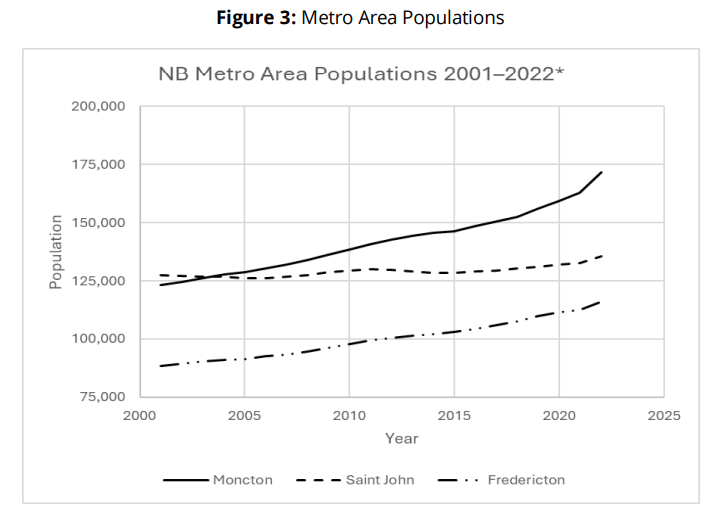 Figure 3: Metro Area Populations
NB Metro Area Populations 2001–2022*
200,000
175,000
150,000
125,000
100,000
75,000
Population
2000 2005 2010 2015 2020 2025
Year
Moncton Saint John Fredericton